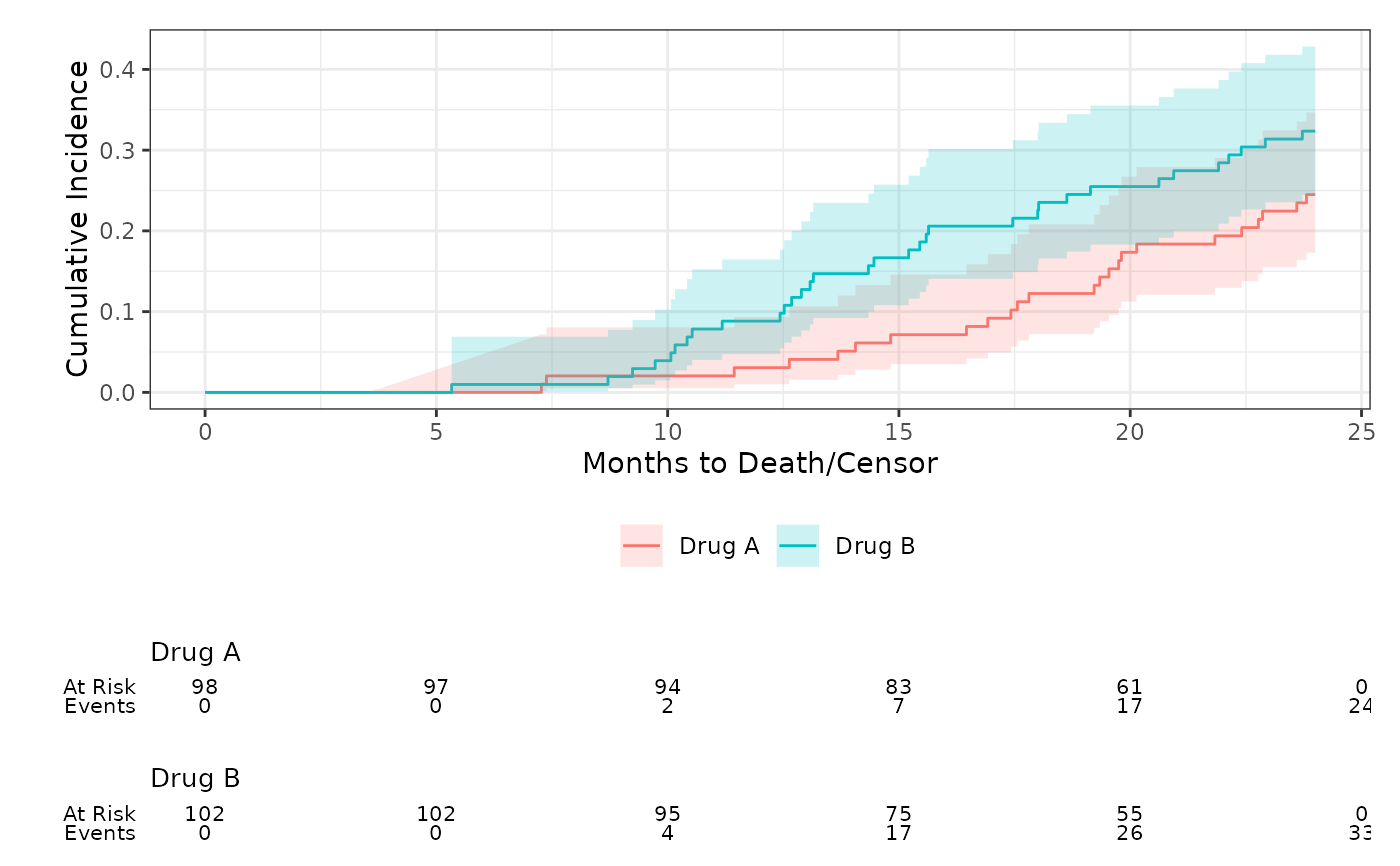 Cumulative Incidence
0.4
0.3
0.2
0.1
0.0
0 5 10 15 20 25
Months to Death/Censor
Drug A Drug B
Drug A
At Risk 98 97 94 83 61 0
Events 0 0 2 7 17 24
Drug B
At Risk 102 102 95 75 55 0
Events 0 0 4 17 26 33